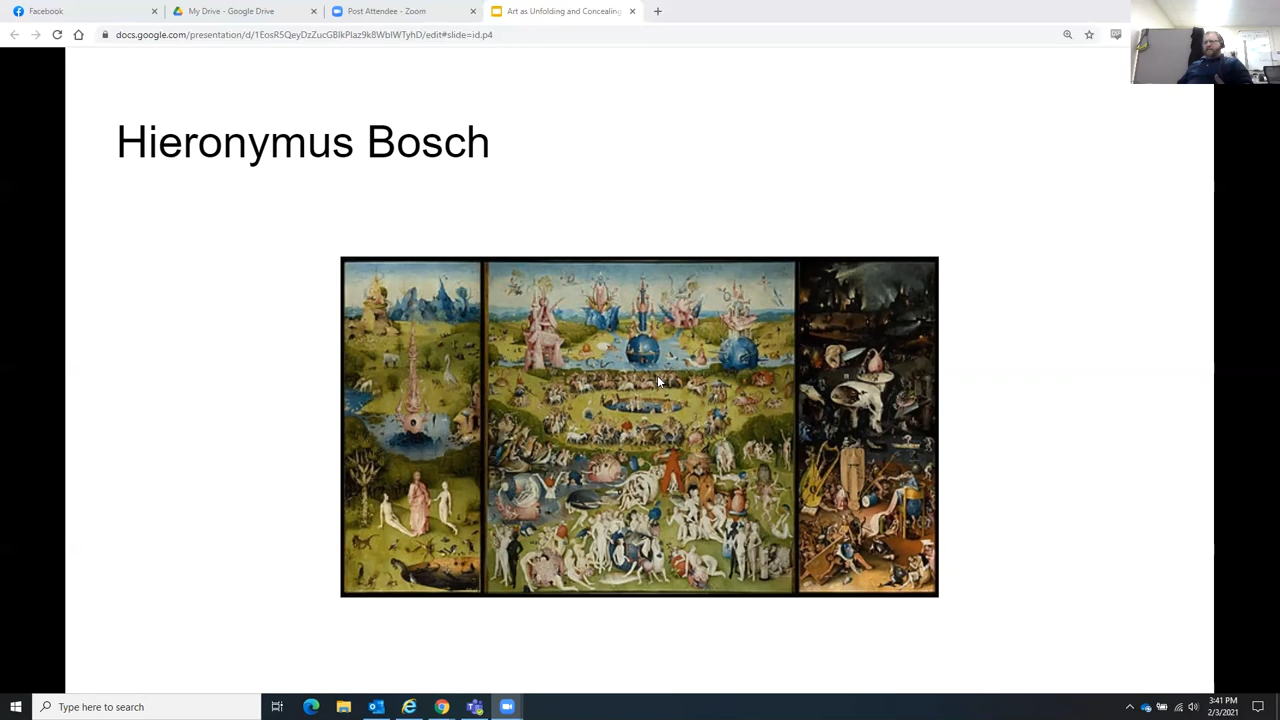 Facebook
My Drive - Google Drive
Post Attendee - Zoom
Art as Unfolding and Concealing
docs.google.com/presentation/d/1EosR5QeyDzZucGBlkPlaz9k8WblWTyhD/edit#slide=id.p4
Hieronymus Bosch
Type here to search
3:41 PM
2/3/2021